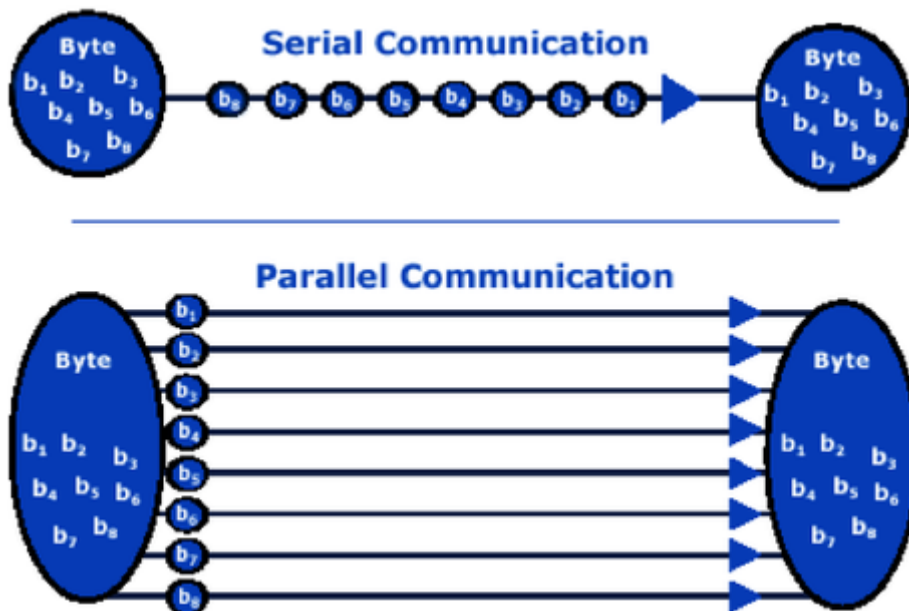 Serial Communication
Byte
b₁ b₂ b₃
b₄ b₅ b₆
b₇ b₈
b₈ b₇ b₆ b₅ b₄ b₃ b₂ b₁
Byte
b₁ b₂ b₃
b₄ b₅ b₆
b₇ b₈
Parallel Communication
Byte
b₁ b₂ b₃
b₄ b₅ b₆
b₇ b₈
b₁
b₂
b₃
b₄
b₅
b₆
b₇
b₈
Byte
b₁ b₂ b₃
b₄ b₅ b₆
b₇ b₈